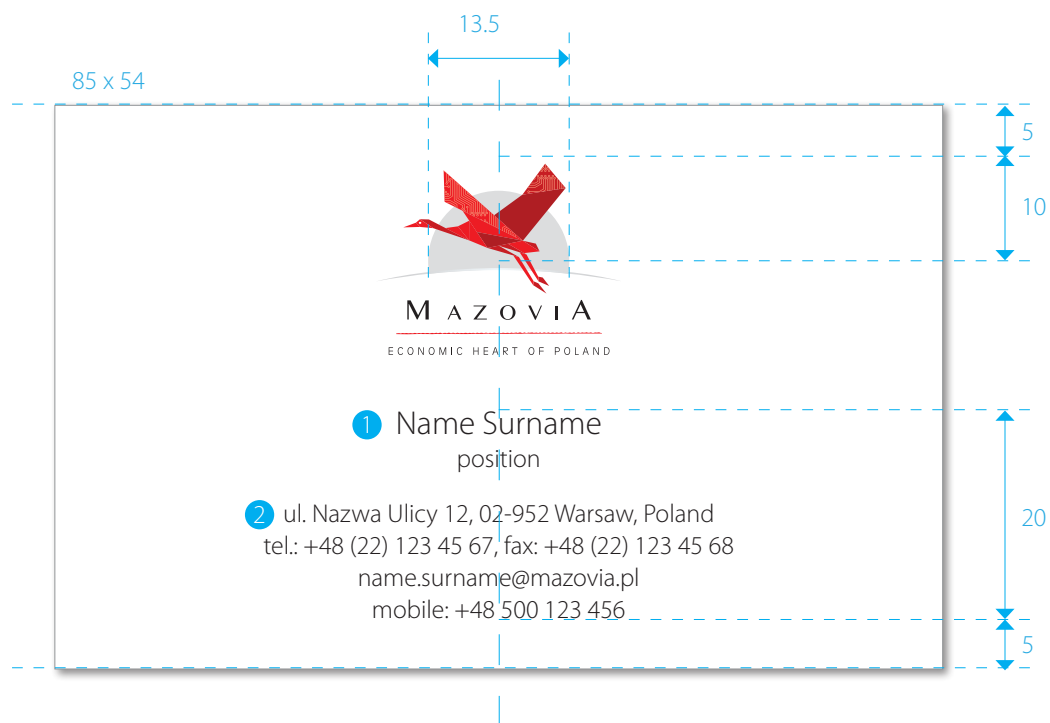 13.5
85 x 54
5
10
MAZOVIA
ECONOMIC HEART OF POLAND
1 Name Surname
position
2 ul. Nazwa Ulicy 12, 02-952 Warsaw, Poland
20
tel.: +48 (22) 123 45 67, fax: +48 (22) 123 45 68
name.surname@mazovia.pl
mobile: +48 500 123 456
5